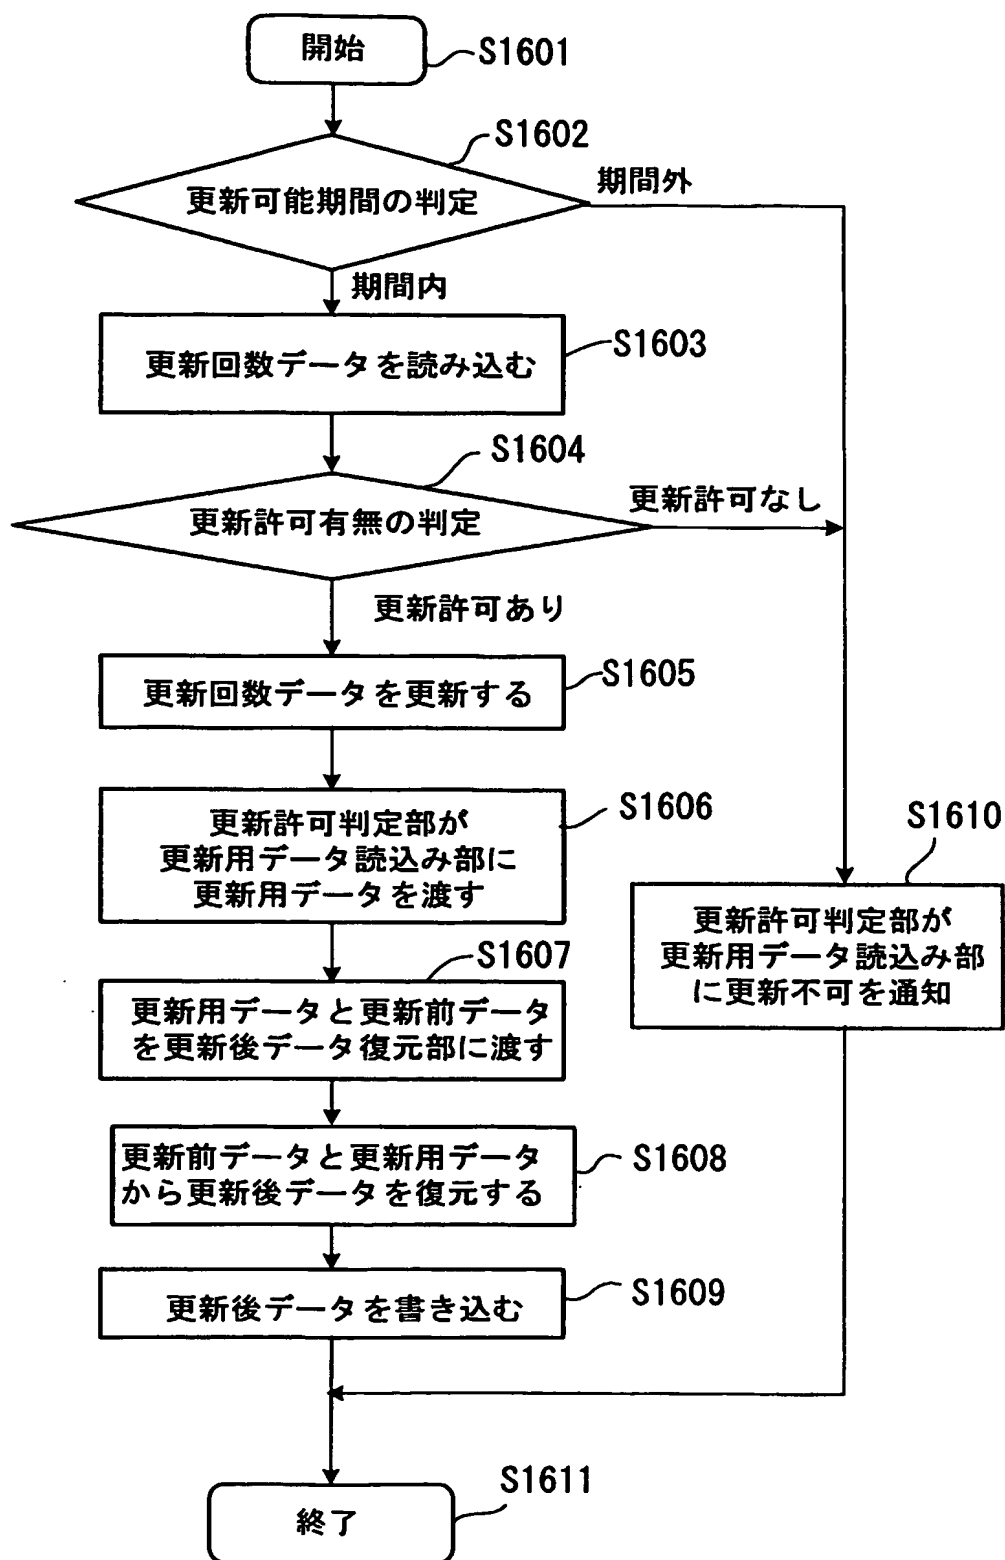 開始
S1601
S1602
更新可能期間の判定
期間外
期間内
更新回数データを読み込む
S1603
S1604
更新許可有無の判定
更新許可なし
更新許可あり
更新回数データを更新する
S1605
更新許可判定部が
更新用データ読込み部に
更新用データを渡す
S1606
S1610
更新許可判定部が
更新用データ読込み部
に更新不可を通知
S1607
更新用データと更新前データ
を更新後データ復元部に渡す
更新前データと更新用データ
から更新後データを復元する
S1608
更新後データを書き込む
S1609
終了
S1611